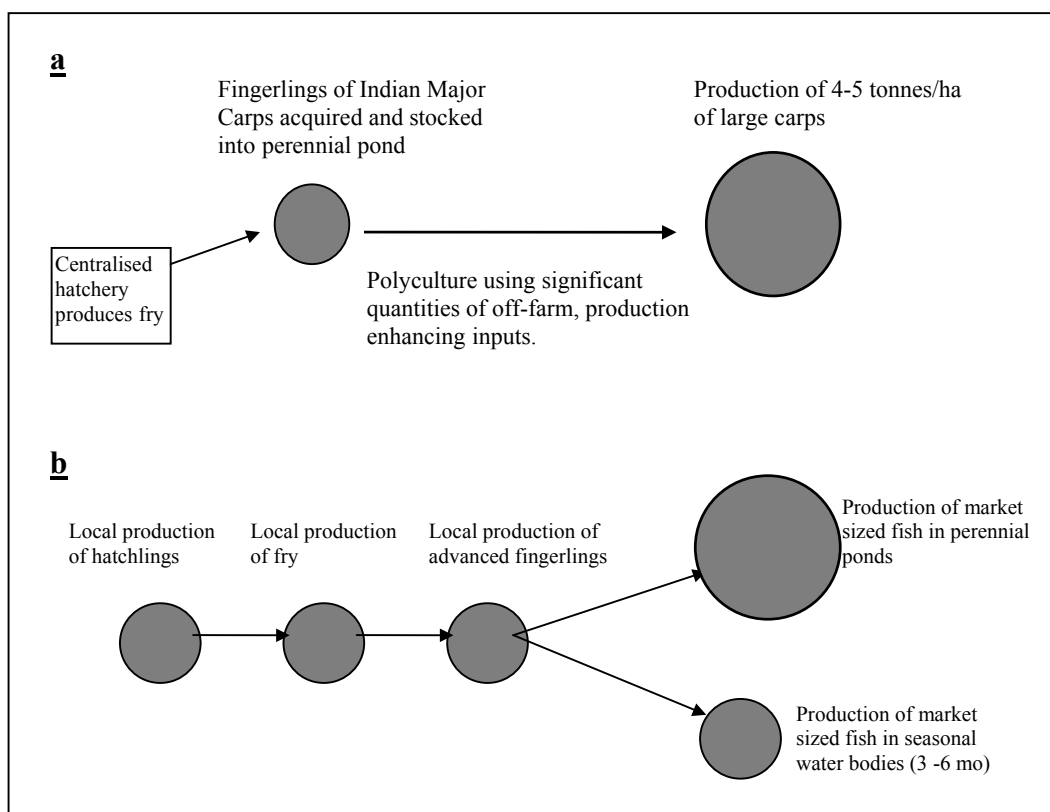 a
Fingerlings of Indian Major
Carps acquired and stocked
into perennial pond
Production of 4-5 tonnes/ha
of large carps
Centralised
hatchery
produces fry
Polyculture using significant
quantities of off-farm, production
enhancing inputs.
b
Local production
of hatchlings
Local production
of fry
Local production of
advanced fingerlings
Production of market
sized fish in perennial
ponds
Production of market
sized fish in seasonal
water bodies (3 -6 mo)